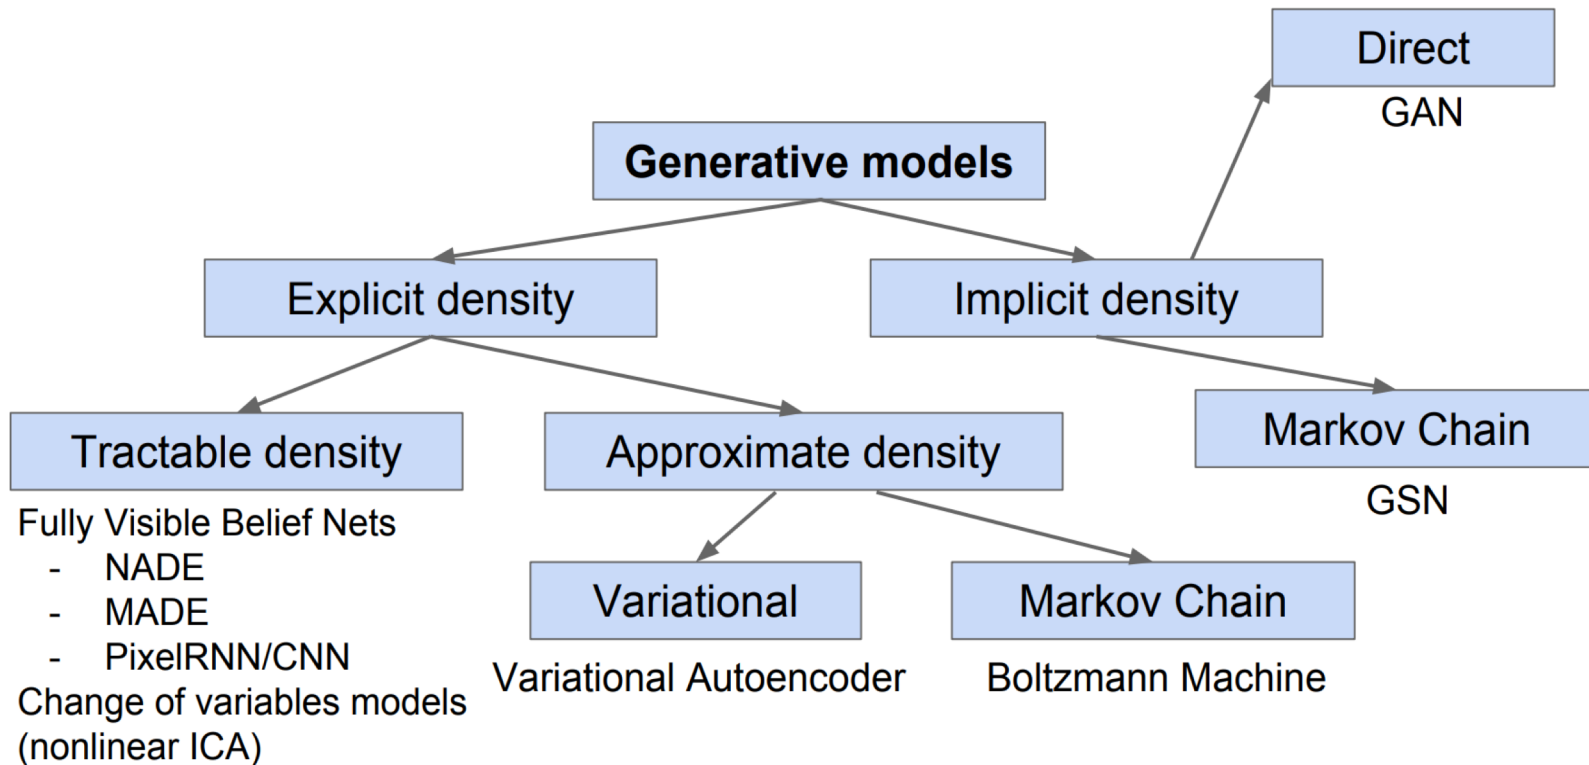 Direct
GAN
Generative models
Explicit density
Implicit density
Markov Chain
GSN
Tractable density
Approximate density
Fully Visible Belief Nets
- NADE
- MADE
- PixelRNN/CNN
Change of variables models
(nonlinear ICA)
Variational
Markov Chain
Variational Autoencoder
Boltzmann Machine